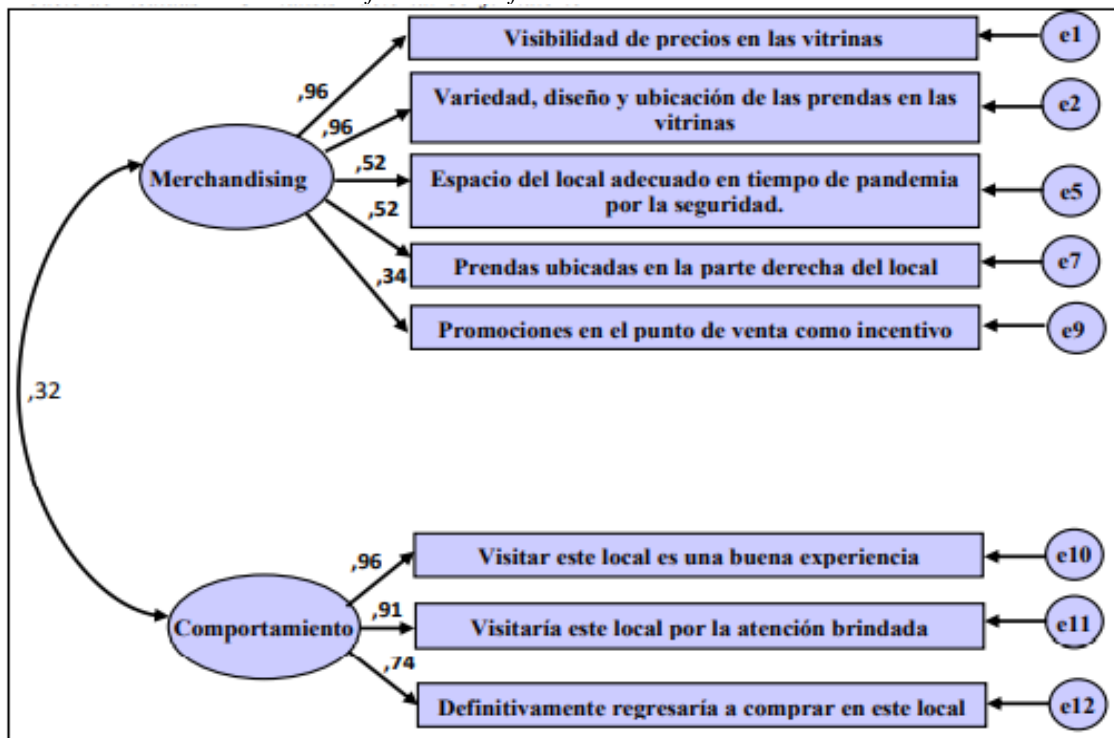 Visibilidad de precios en las vitrinas
e1
,96
Variedad, diseño y ubicación de las prendas en las
vitrinas
e2
,96
Merchandising
,52
Espacio del local adecuado en tiempo de pandemia
por la seguridad.
e5
,52
Prendas ubicadas en la parte derecha del local
e7
,34
Promociones en el punto de venta como incentivo
e9
,32
Visitar este local es una buena experiencia
e10
,96
Comportamiento
,91
Visitaría este local por la atención brindada
e11
,74
Definitivamente regresaría a comprar en este local
e12